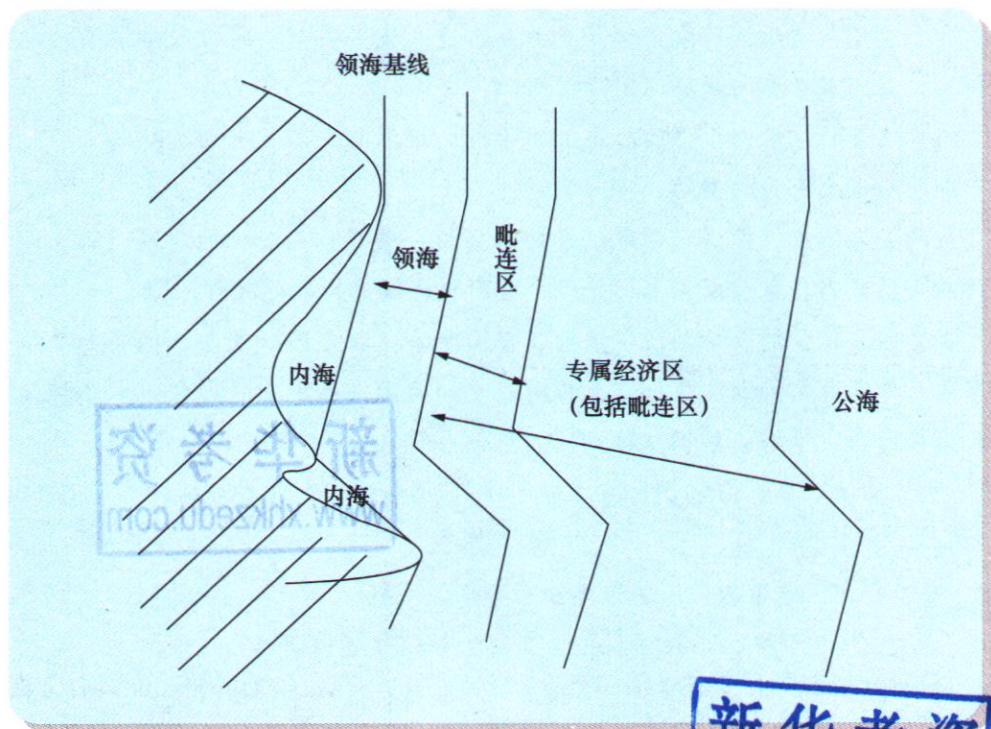 领海基线
领海
毗连区
内海
专属经济区
(包括毗连区)
公海
内海
新华考资
www.xhkzedu.com
新华考资